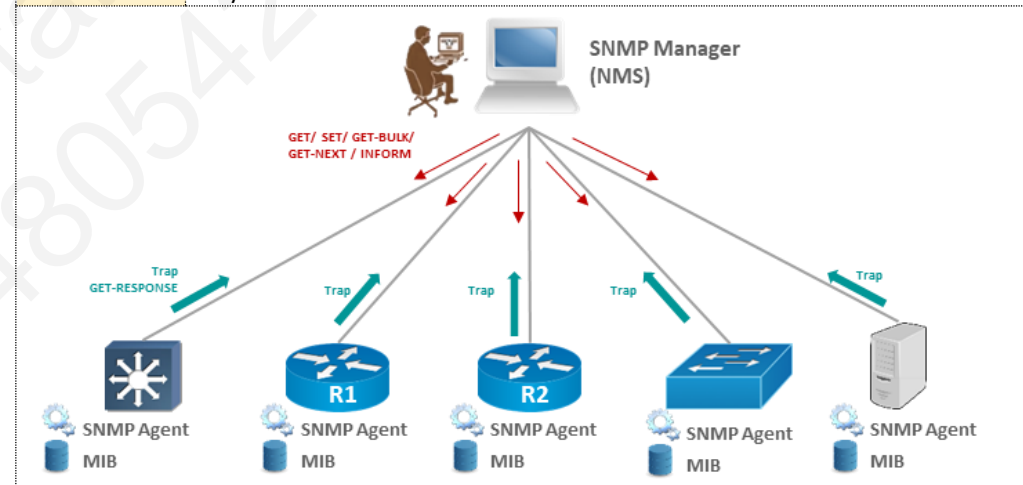 SNMP Manager
(NMS)
GET/ SET/ GET-BULK/
GET-NEXT / INFORM
Trap
GET-RESPONSE
Trap
Trap
Trap
Trap
R1
R2
SNMP Agent
MIB
SNMP Agent
MIB
SNMP Agent
MIB
SNMP Agent
MIB
SNMP Agent
MIB